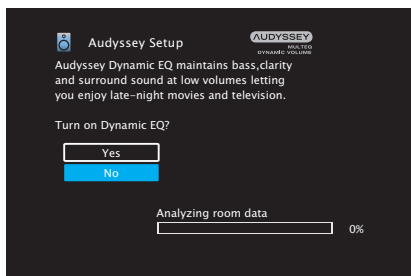 Audyssey Setup
AUDYSSEY
MULTEQ
DYNAMIC VOLUME
Audyssey Dynamic EQ maintains bass,clarity
and surround sound at low volumes letting
you enjoy late-night movies and television.
Turn on Dynamic EQ?
Yes
No
Analyzing room data
0%